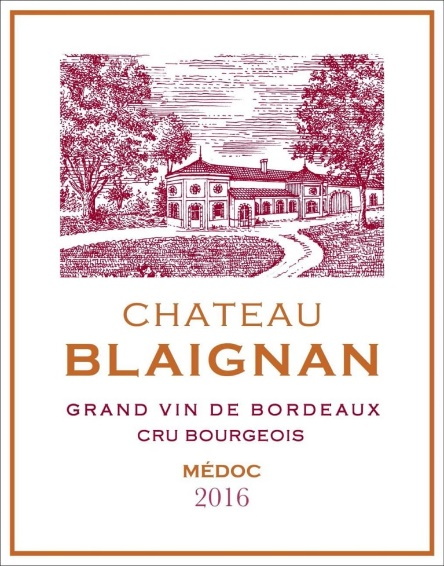 CHATEAU
BLAIGNAN
GRAND VIN DE BORDEAUX
CRU BOURGEOIS
MÉDOC
2016